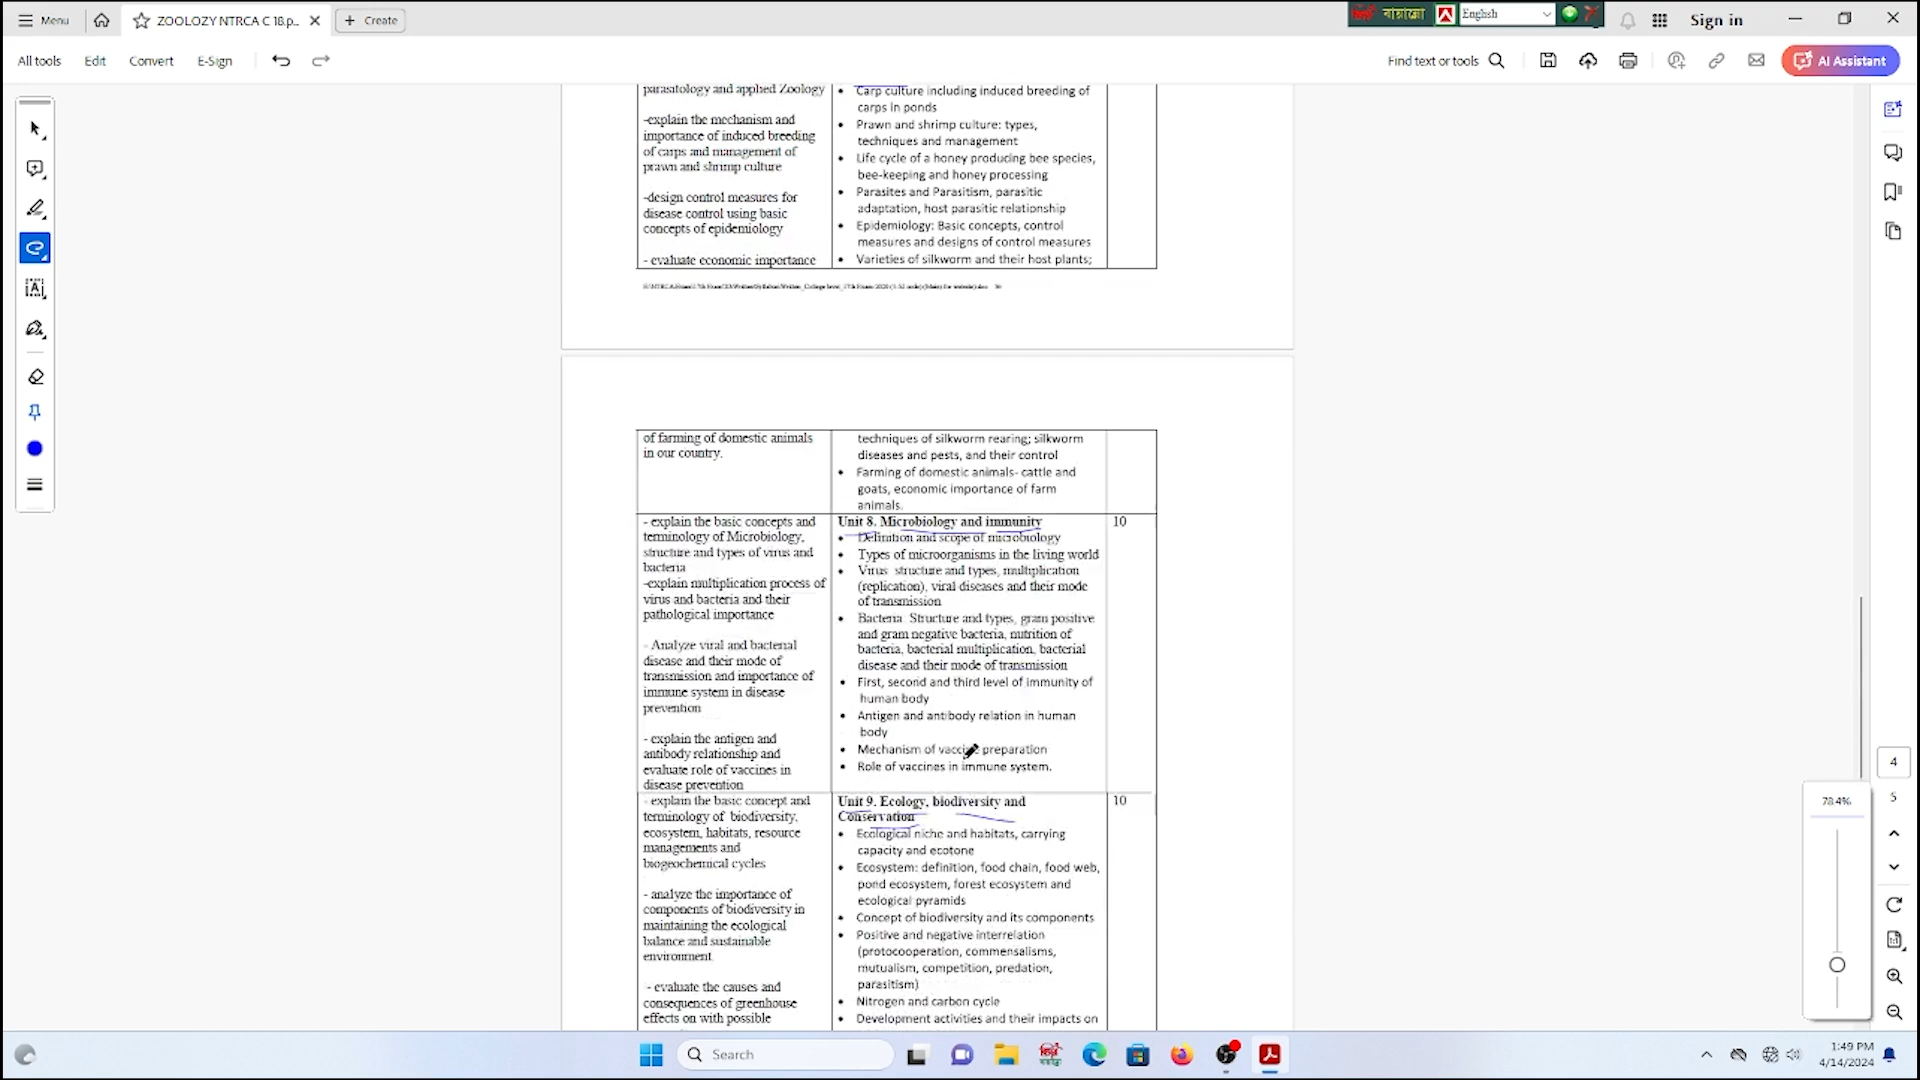 Menu
ZOOLOZY NTRCA C 18.p...
Create
English
Sign in
All tools
Edit
Convert
E-Sign
Find text or tools
AI Assistant
parasitology and applied Zoology
-explain the mechanism and
importance of induced breeding
of carps and management of
prawn and shrimp culture
-design control measures for
disease control using basic
concepts of epidemiology
- evaluate economic importance
• Carp culture including induced breeding of
carps in ponds
• Prawn and shrimp culture: types,
techniques and management
• Life cycle of a honey producing bee species,
bee-keeping and honey processing
• Parasites and Parasitism, parasitic
adaptation, host parasitic relationship
• Epidemiology: Basic concepts, control
measures and designs of control measures
• Varieties of silkworm and their host plants;
of farming of domestic animals
in our country.
techniques of silkworm rearing; silkworm
diseases and pests, and their control
• Farming of domestic animals- cattle and
goats, economic importance of farm
animals.
- explain the basic concepts and
terminology of Microbiology,
structure and types of virus and
bacteria
-explain multiplication process of
virus and bacteria and their
pathological importance
- Analyze viral and bacterial
disease and their mode of
transmission and importance of
immune system in disease
prevention
- explain the antigen and
antibody relationship and
evaluate role of vaccines in
disease prevention
Unit 8. Microbiology and immunity
• Definition and scope of microbiology
• Types of microorganisms in the living world
• Virus structure and types, multiplication
(replication), viral diseases and their mode
of transmission
• Bacteria Structure and types, gram positive
and gram negative bacteria, nutrition of
bacteria, bacterial multiplication, bacterial
disease and their mode of transmission
• First, second and third level of immunity of
human body
• Antigen and antibody relation in human
body
• Mechanism of vaccine preparation
• Role of vaccines in immune system.
10
- explain the basic concept and
terminology of biodiversity,
ecosystem, habitats, resource
managements and
biogeochemical cycles
- analyze the importance of
components of biodiversity in
maintaining the ecological
balance and sustainable
environment
- evaluate the causes and
consequences of greenhouse
effects on with possible
Unit 9. Ecology, biodiversity and
Conservation
• Ecological niche and habitats, carrying
capacity and ecotone
• Ecosystem: definition, food chain, food web,
pond ecosystem, forest ecosystem and
ecological pyramids
• Concept of biodiversity and its components
• Positive and negative interrelation
(protocooperation, commensalisms,
mutualism, competition, predation,
parasitism)
• Nitrogen and carbon cycle
• Development activities and their impacts on
10
4
5
78.4%
Search
1:49 PM
4/14/2024